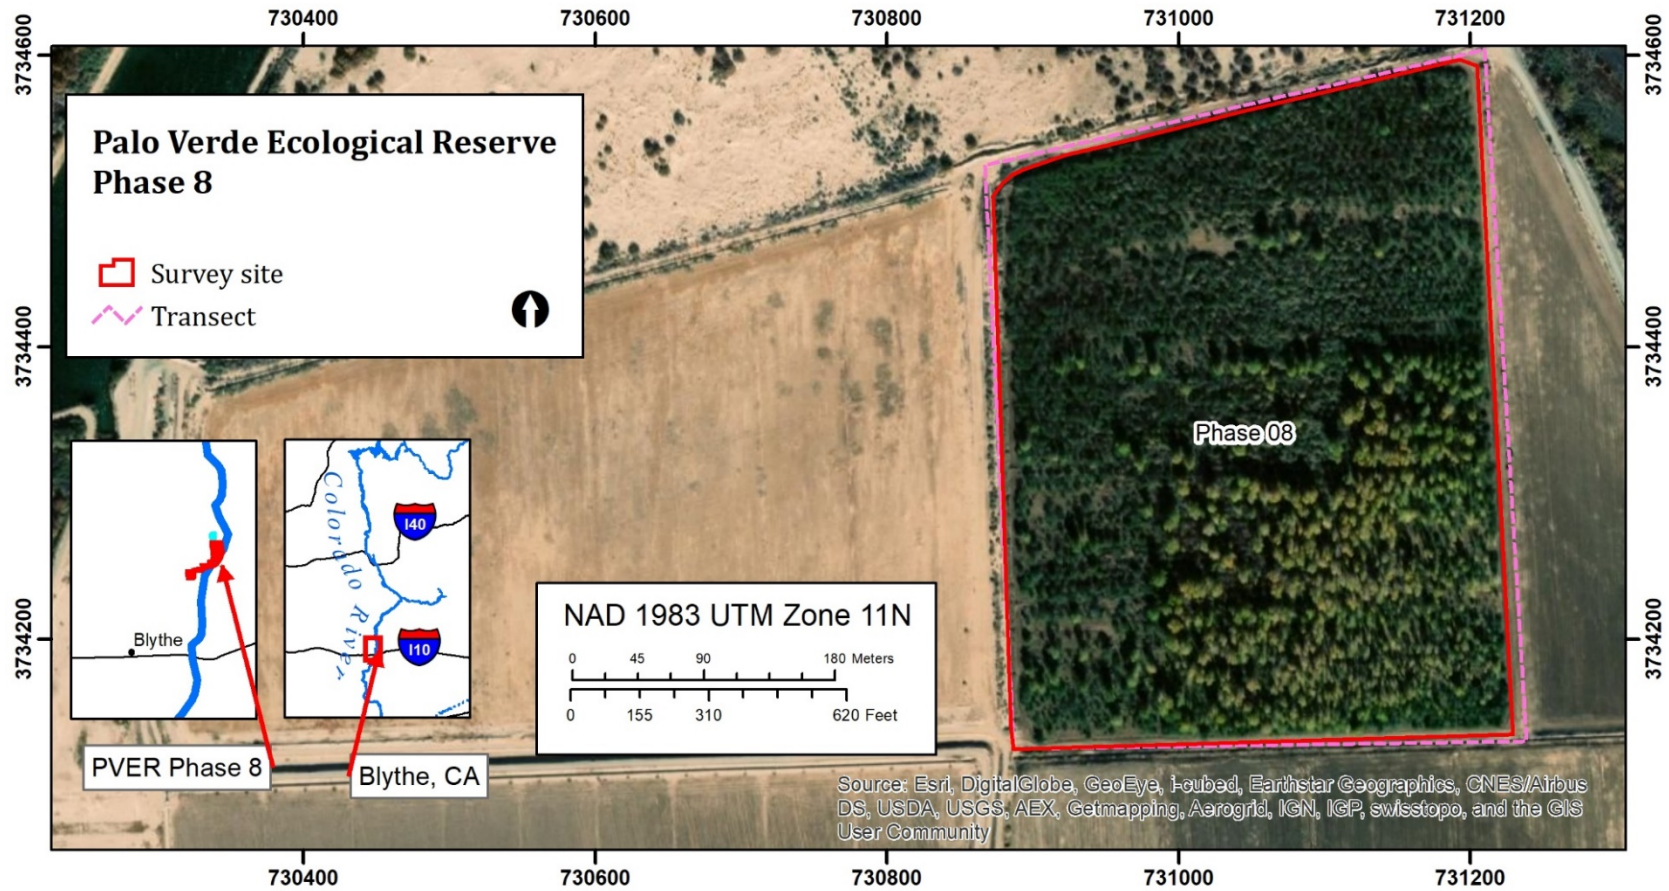 730400
730600
730800
731000
731200
3734600
3734600
Palo Verde Ecological Reserve
Phase 8
Survey site
Transect
3734400
3734400
Phase 08
Colorado River
I40
I10
Blythe
3734200
3734200
NAD 1983 UTM Zone 11N
0 45 90 180 Meters
0 155 310 620 Feet
PVER Phase 8
Blythe, CA
Source: Esri, DigitalGlobe, GeoEye, i-cubed, Earthstar Geographics, CNES/Airbus
DS, USDA, USGS, AEX, Getmapping, Aerogrid, IGN, IGP, swisstopo, and the GIS
User Community
730400
730600
730800
731000
731200